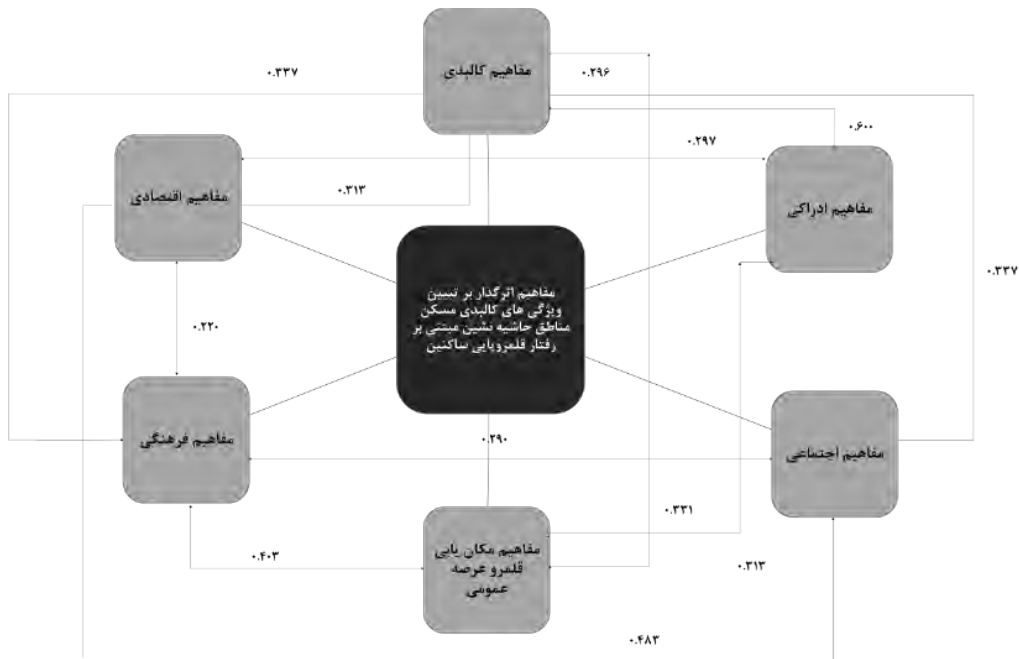 مفاهیم کالبدی
۰.۳۳۷
۰.۲۹۶
۰.۶۰۰
۰.۲۹۷
مفاهیم اقتصادی
۰.۳۱۳
مفاهیم ادراکی
مفاهیم اثرگذار بر تبیین
ویژگی های کالبدی مسکن
مناطق حاشیه نشین مبتنی بر
رفتار قلمروپایی ساکنین
۰.۳۳۷
۰.۲۲۰
مفاهیم فرهنگی
۰.۲۹۰
مفاهیم اجتماعی
۰.۳۳۱
مفاهیم مکان یابی
قلمرو عرصه
عمومی
۰.۴۰۳
۰.۳۱۳
۰.۴۸۳